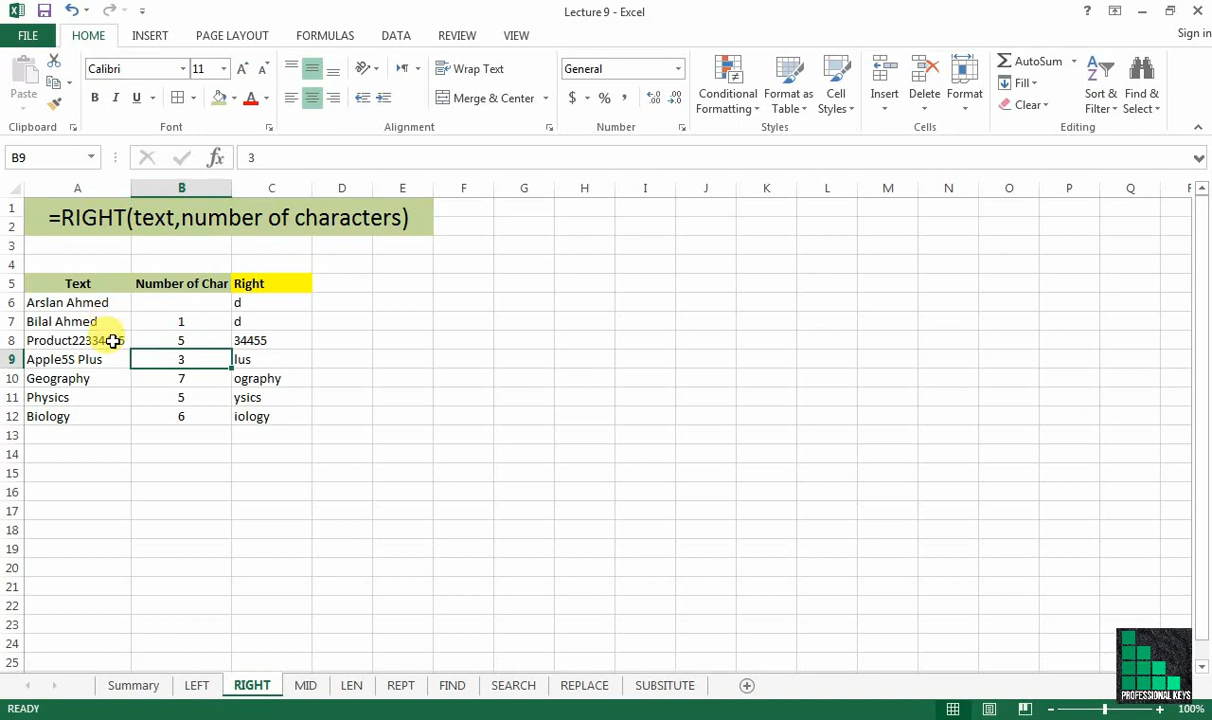 Lecture 9 - Excel
Sign in
FILE HOME INSERT PAGE LAYOUT FORMULAS DATA REVIEW VIEW
Paste
Calibri 11
B I U
Wrap Text
Merge & Center
General
$ % ,
Conditional Formatting
Format as Table
Cell Styles
Insert
Delete
Format
AutoSum
Fill
Clear
Sort & Filter
Find & Select
Clipboard Font Alignment Number Styles Cells Editing
B9 fx 3
A B C D E F G H I J K L M N O P Q
1
2 =RIGHT(text,number of characters)
3
4
5 Text Number of Char Right
6 Arslan Ahmed d
7 Bilal Ahmed 1 d
8 5 34455
9 Apple5S Plus 3 lus
10 Geography 7 ography
11 Physics 5 ysics
12 Biology 6 iology
13
14
15
16
17
18
19
20
21
22
23
24
25
Summary LEFT RIGHT MID LEN REPT FIND SEARCH REPLACE SUBSITUTE
PROFESSIONAL KEYS
READY 100%